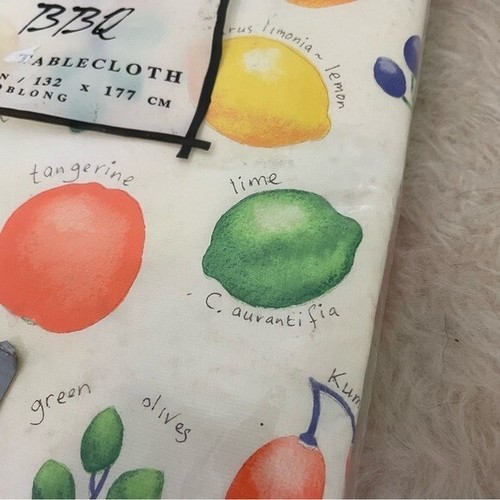 BBQ
TABLECLOTH
N / 132 x 177 CM
OBLONG
rus limonia~ lemon
tangerine
lime
C. aurantifia
green olives
Kum